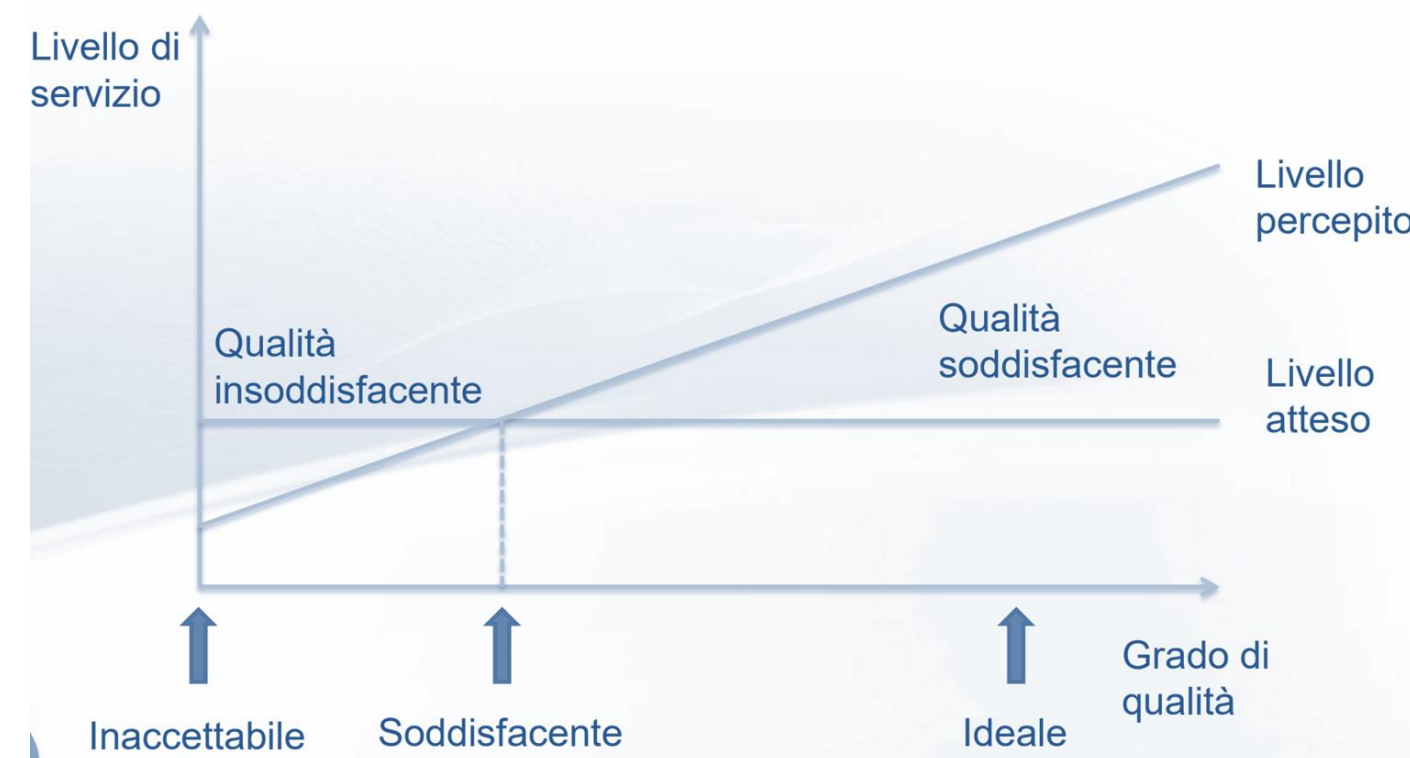 Livello di
servizio
Livello
percepito
Qualità
insoddisfacente
Qualità
soddisfacente
Livello
atteso
Grado di
qualità
Inaccettabile
Soddisfacente
Ideale